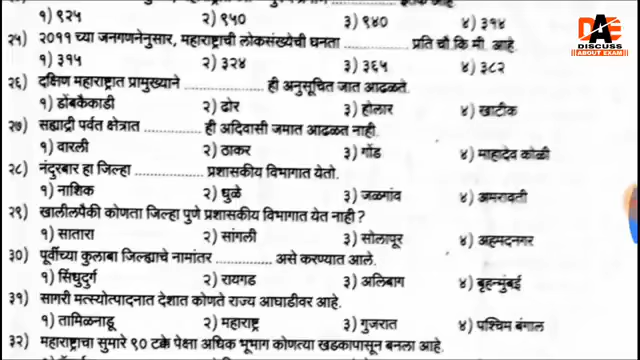 १) ९२५ २) ९५० ३) ९४० ४) ३१४
२५) २०११ च्या जनगणनेनुसार, महाराष्ट्राची लोकसंख्येची घनता .................. प्रति चौ कि मी. आहे
१) ३१५ २) ३२४ ३) ३६५ ४) ३८२
२६) दक्षिण महाराष्ट्रात प्रामुख्याने .................. ही अनुसूचित जात आढळते.
१) डोंबकैकाडी २) ढोर ३) होलार ४) खाटीक
२७) सह्याद्री पर्वत क्षेत्रात ............. ही अदिवासी जमात आढळत नाही.
१) वारली २) ठाकर ३) गोंड ४) महादेव कोळी
२८) नंदुरबार हा जिल्हा ............... प्रशासकीय विभागात येतो.
१) नाशिक २) धुळे ३) जळगांव ४) अमरावती
२९) खालीलपैकी कोणता जिल्हा पुणे प्रशासकीय विभागात येत नाही ?
१) सातारा २) सांगली ३) सोलापूर ४) अहमदनगर
३०) पूर्वीच्या कुलाबा जिल्ह्याचे नामांतर ............. असे करण्यात आले.
१) सिंधुदुर्ग २) रायगड ३) अलिबाग ४) बृहन्मुंबई
३१) सागरी मत्स्योत्पादनात देशात कोणते राज्य आघाडीवर आहे.
१) तामिळनाडू २) महाराष्ट्र ३) गुजरात ४) पश्चिम बंगाल
३२) महाराष्ट्राचा सुमारे ९० टक्के पेक्षा अधिक भूभाग कोणत्या खडकापासून बनला आहे.
DAE
DISCUSS
ABOUT EXAM